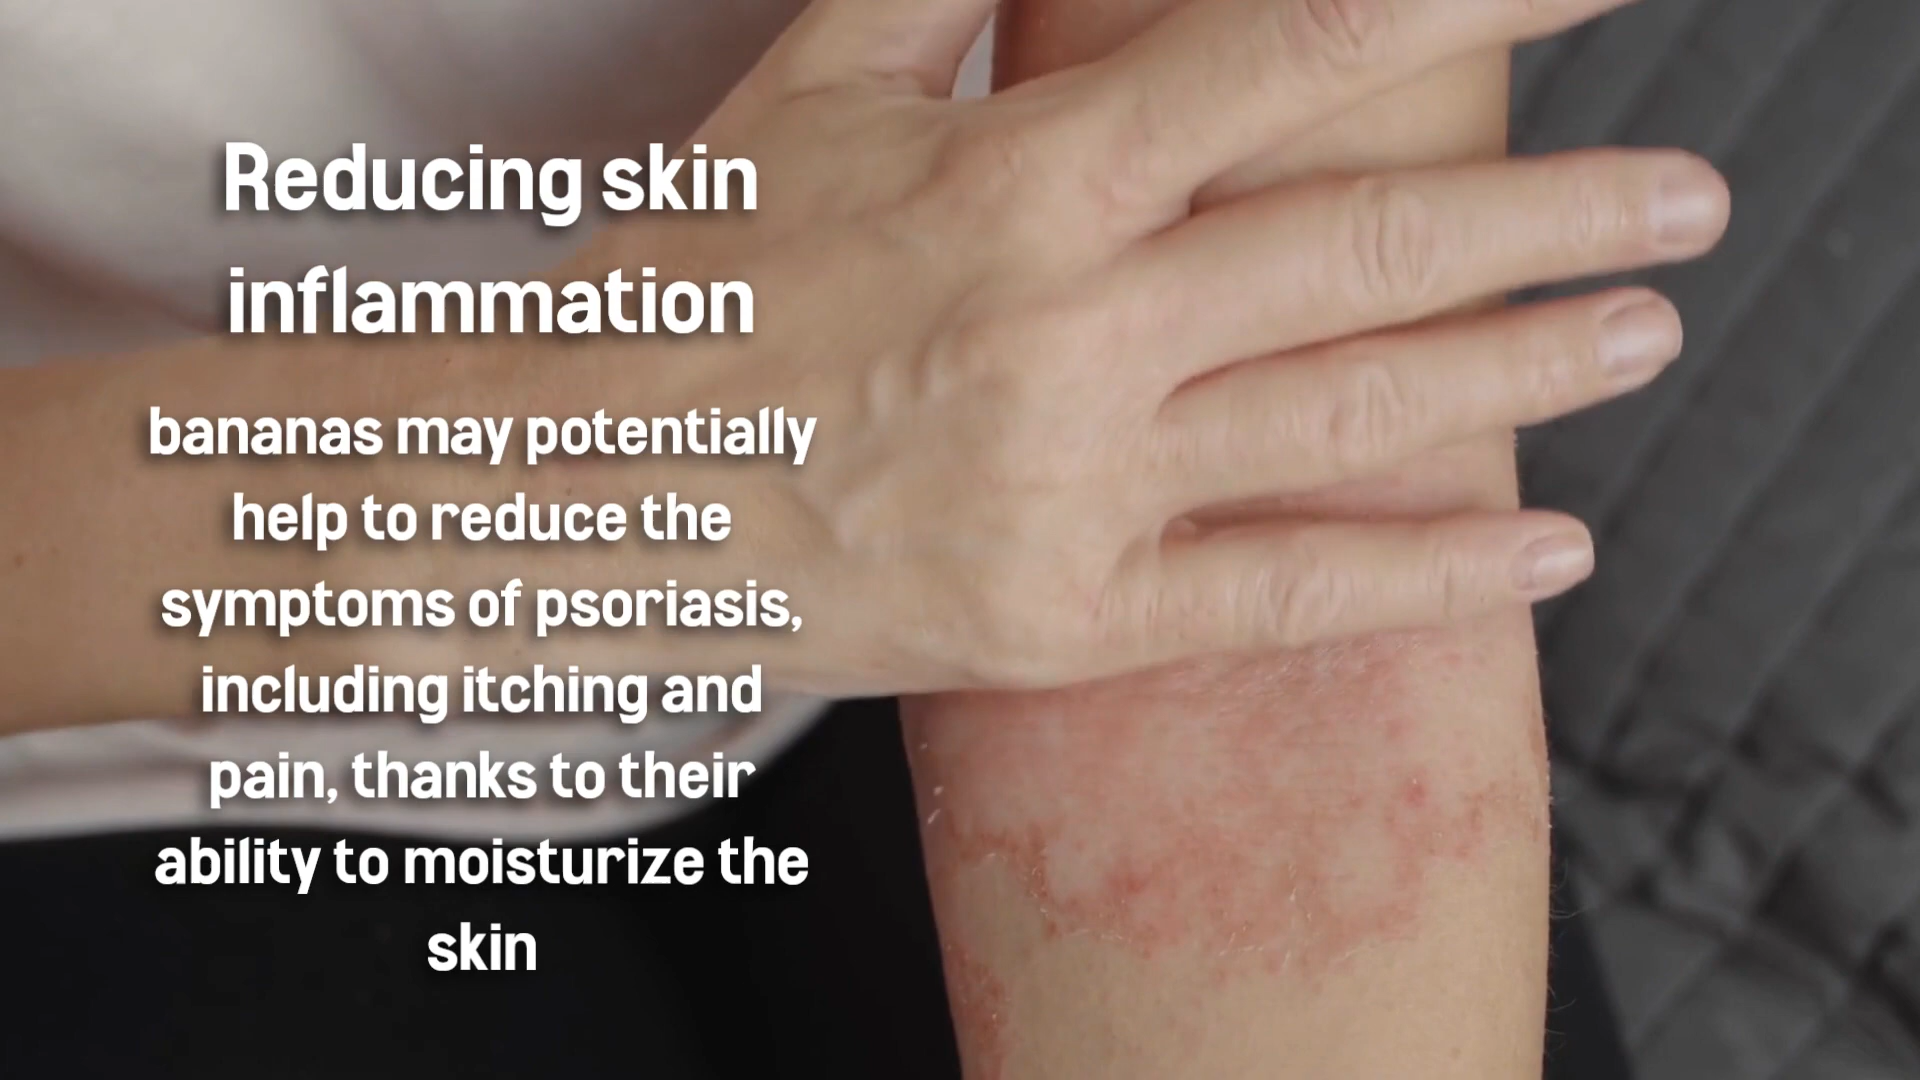 Reducing skin
inflammation
bananas may potentially
help to reduce the
symptoms of psoriasis,
including itching and
pain, thanks to their
ability to moisturize the
skin